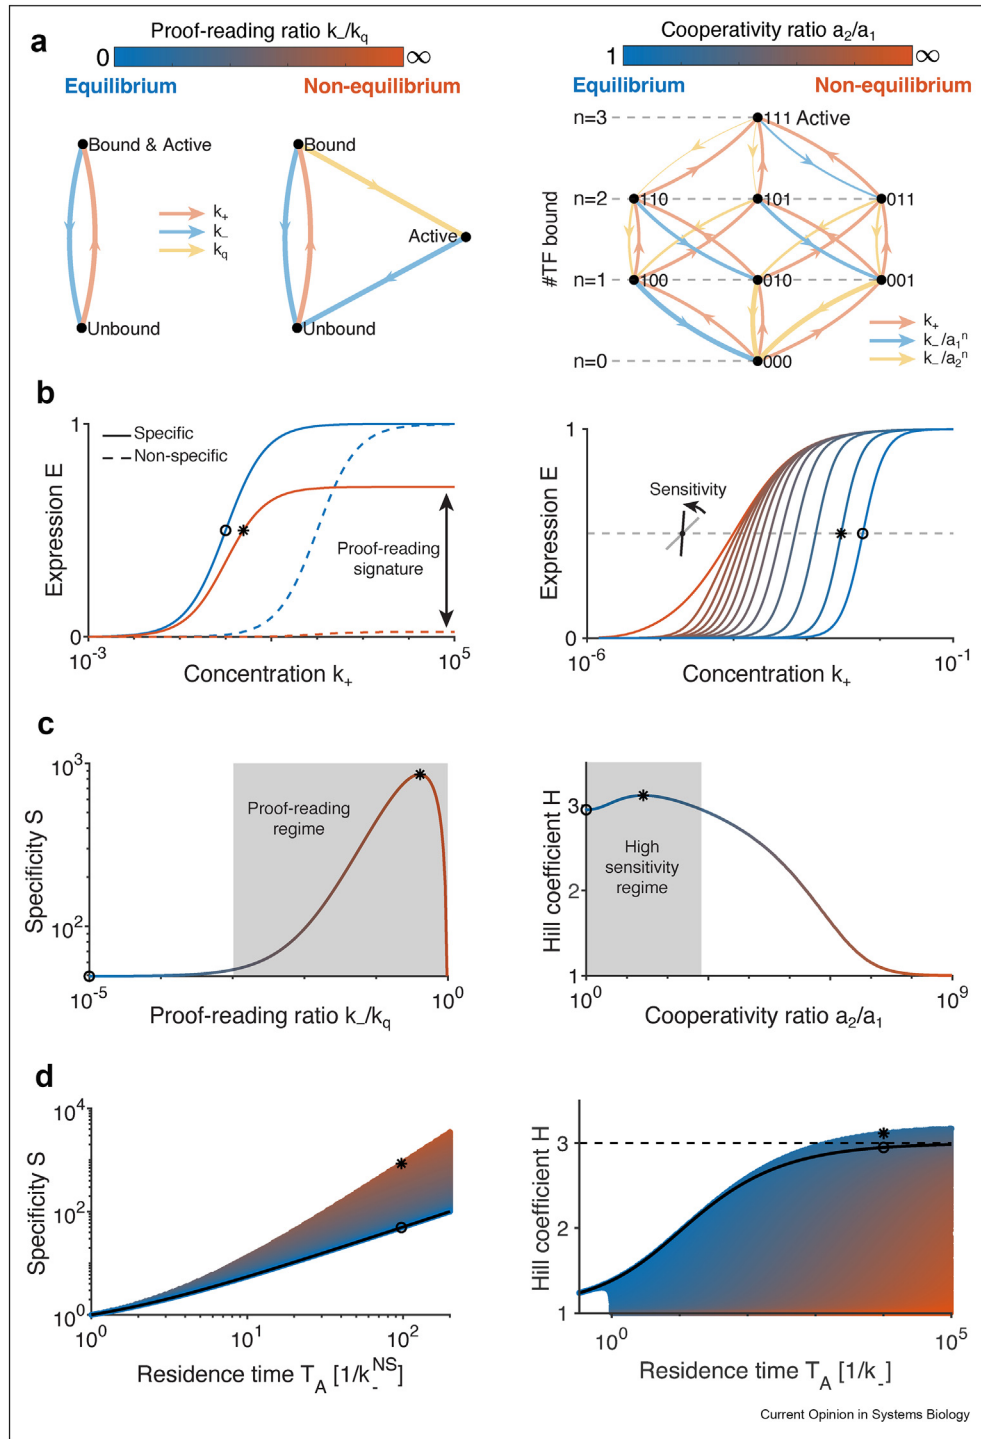 a
Proof-reading ratio k₋/k_q
0
∞
Equilibrium
Non-equilibrium
Bound & Active
Unbound
k₊
k₋
k_q
Bound
Active
Unbound
Cooperativity ratio a₂/a₁
1
∞
Equilibrium
Non-equilibrium
#TF bound
n=3
111 Active
n=2
110
101
011
n=1
100
010
001
n=0
000
k₊
k₋/a₁ⁿ
k₋/a₂ⁿ
b
Expression E
1
0
Specific
Non-specific
Proof-reading
signature
10⁻³
10⁵
Concentration k₊
Expression E
1
0
Sensitivity
10⁻⁶
10⁻¹
Concentration k₊
c
Specificity S
10³
10²
Proof-reading
regime
10⁻⁵
10⁰
Proof-reading ratio k₋/k_q
Hill coefficient H
3
2
1
High
sensitivity
regime
10⁰
10⁹
Cooperativity ratio a₂/a₁
d
Specificity S
10⁴
10²
10⁰
10⁰
10¹
10²
Residence time T_A [1/k₋^NS]
Hill coefficient H
3
2
1
10⁰
10⁵
Residence time T_A [1/k₋]
Current Opinion in Systems Biology